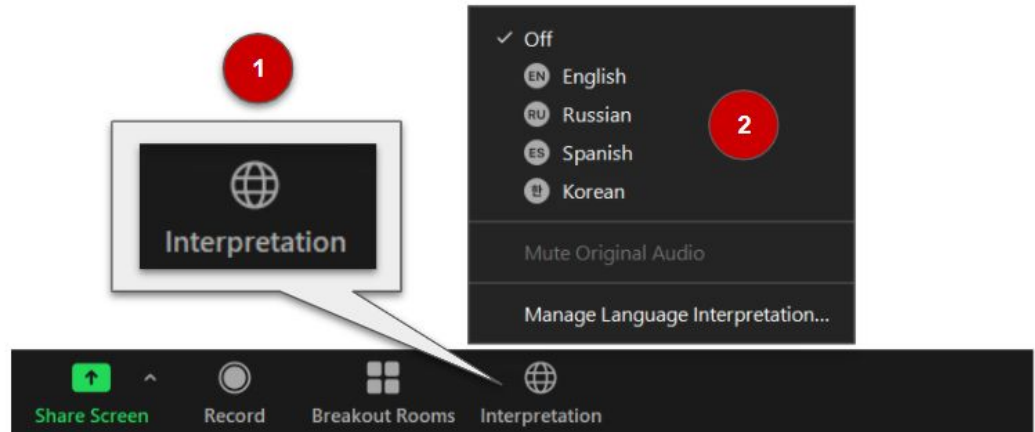 1
Interpretation
✓ Off
EN English
RU Russian
2
ES Spanish
한 Korean
Mute Original Audio
Manage Language Interpretation...
Share Screen
Record
Breakout Rooms
Interpretation